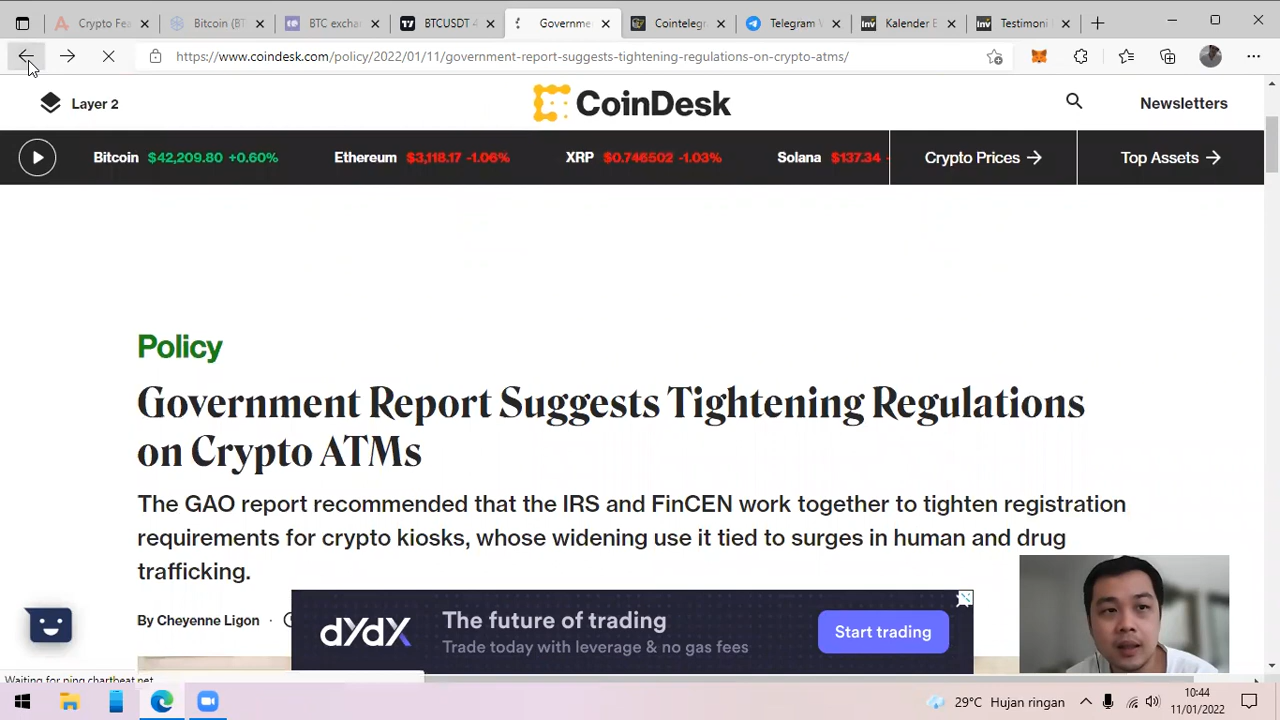 Crypto Fea
Bitcoin (BT
BTC exchan
BTCUSDT 4
Governme
Cointelegra
Telegram
Kalender E
Testimoni
https://www.coindesk.com/policy/2022/01/11/government-report-suggests-tightening-regulations-on-crypto-atms/
Layer 2
CoinDesk
Newsletters
Bitcoin $42,209.80 +0.60%
Ethereum $3,118.17 -1.06%
XRP $0.746502 -1.03%
Solana $137.34 -
Crypto Prices →
Top Assets →
Policy
Government Report Suggests Tightening Regulations
on Crypto ATMs
The GAO report recommended that the IRS and FinCEN work together to tighten registration
requirements for crypto kiosks, whose widening use it tied to surges in human and drug
trafficking.
By Cheyenne Ligon ·
dYdX
The future of trading
Trade today with leverage & no gas fees
Start trading
Waiting for ping.chartbeat.net
29°C Hujan ringan
10:44
11/01/2022